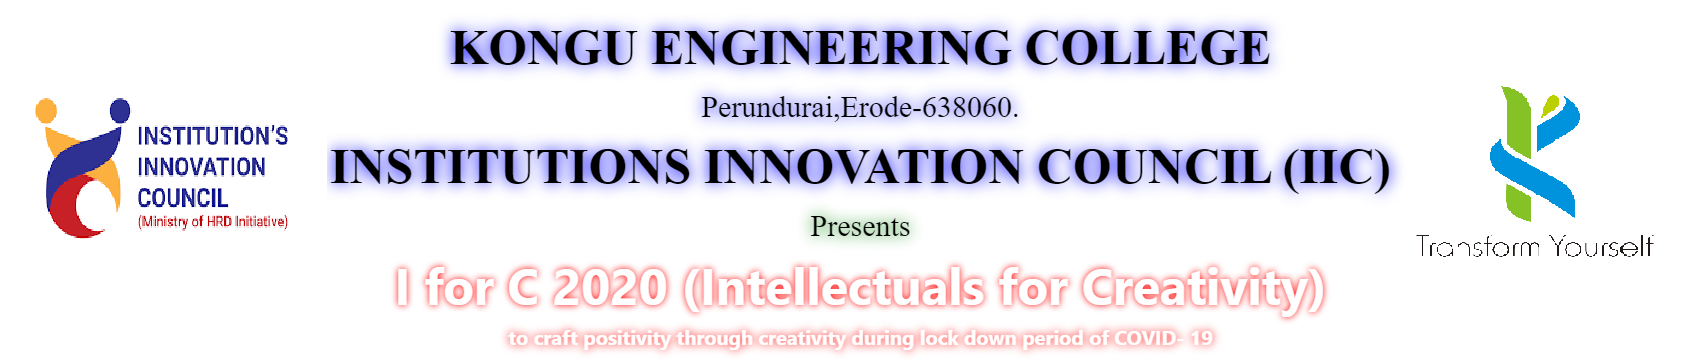 KONGU ENGINEERING COLLEGE
Perundurai,Erode-638060.
INSTITUTION'S
INNOVATION
COUNCIL
(Ministry of HRD Initiative)
INSTITUTIONS INNOVATION COUNCIL (IIC)
Presents
Transform Yourself
I for C 2020 (Intellectuals for Creativity)
to craft positivity through creativity during lock down period of COVID- 19